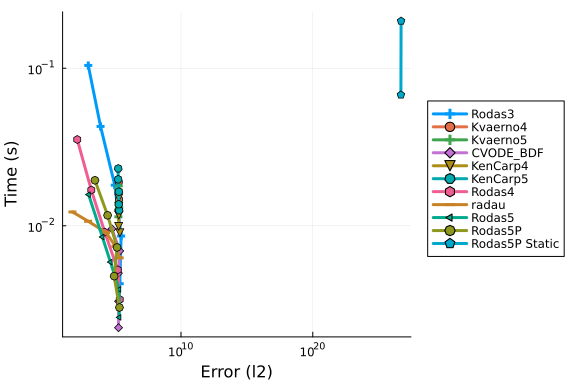 Time (s)
10^-1
10^-2
10^10
10^20
Error (l2)
Rodas3
Kvaerno4
Kvaerno5
CVODE_BDF
KenCarp4
KenCarp5
Rodas4
radau
Rodas5
Rodas5P
Rodas5P Static